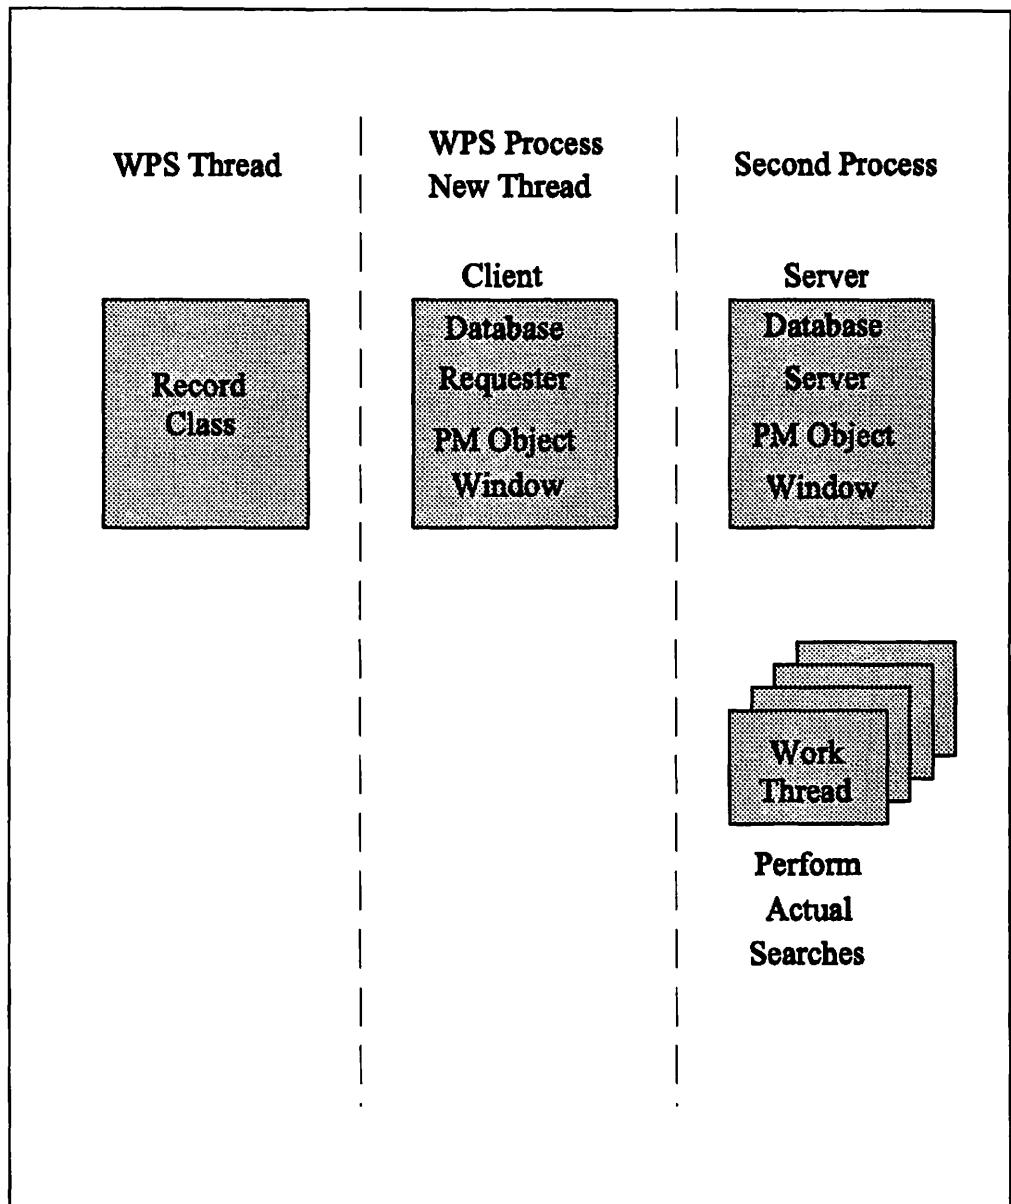 WPS Thread
WPS Process
New Thread
Second Process
Client
Server
Record
Class
Database
Requester
PM Object
Window
Database
Server
PM Object
Window
Work
Thread
Perform
Actual
Searches